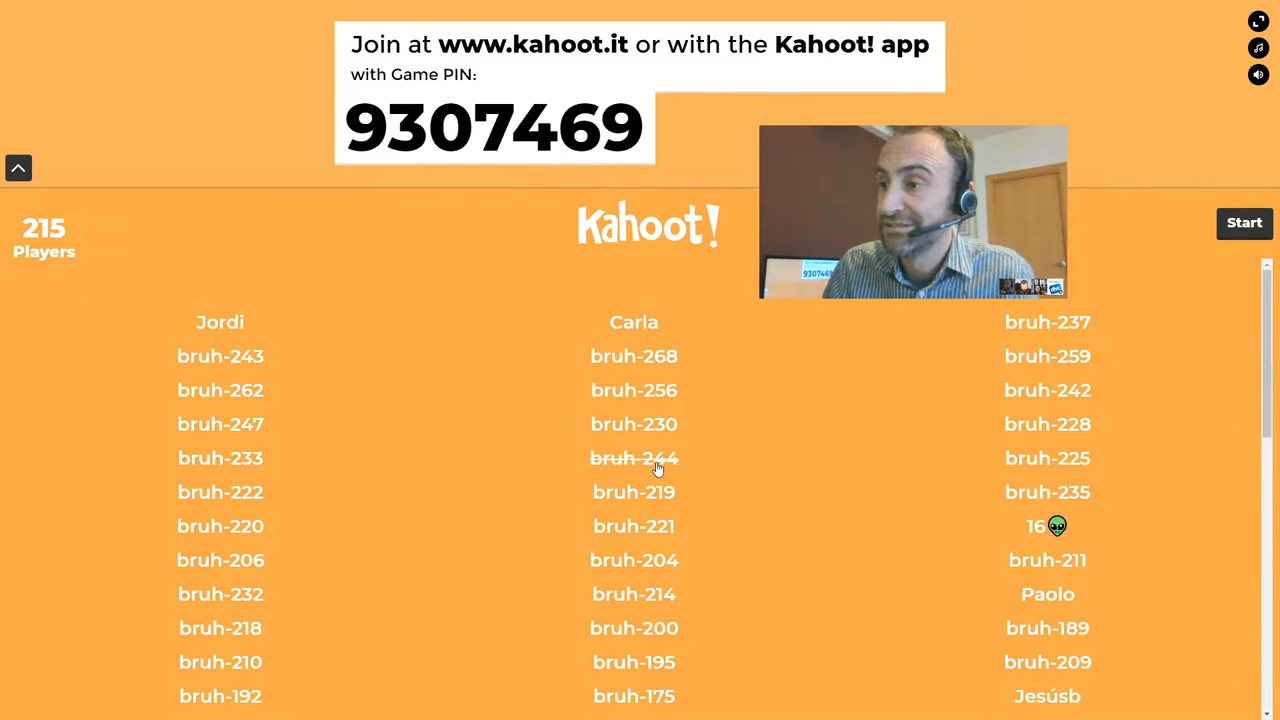 Join at www.kahoot.it or with the Kahoot! app
with Game PIN:
9307469
215
Players
Kahoot!
9307469
Start
Jordi Carla bruh-237
bruh-243 bruh-268 bruh-259
bruh-262 bruh-256 bruh-242
bruh-247 bruh-230 bruh-228
bruh-233 bruh-244 bruh-225
bruh-222 bruh-219 bruh-235
bruh-220 bruh-221 16👽
bruh-206 bruh-204 bruh-211
bruh-232 bruh-214 Paolo
bruh-218 bruh-200 bruh-189
bruh-210 bruh-195 bruh-209
bruh-192 bruh-175 Jesúsb